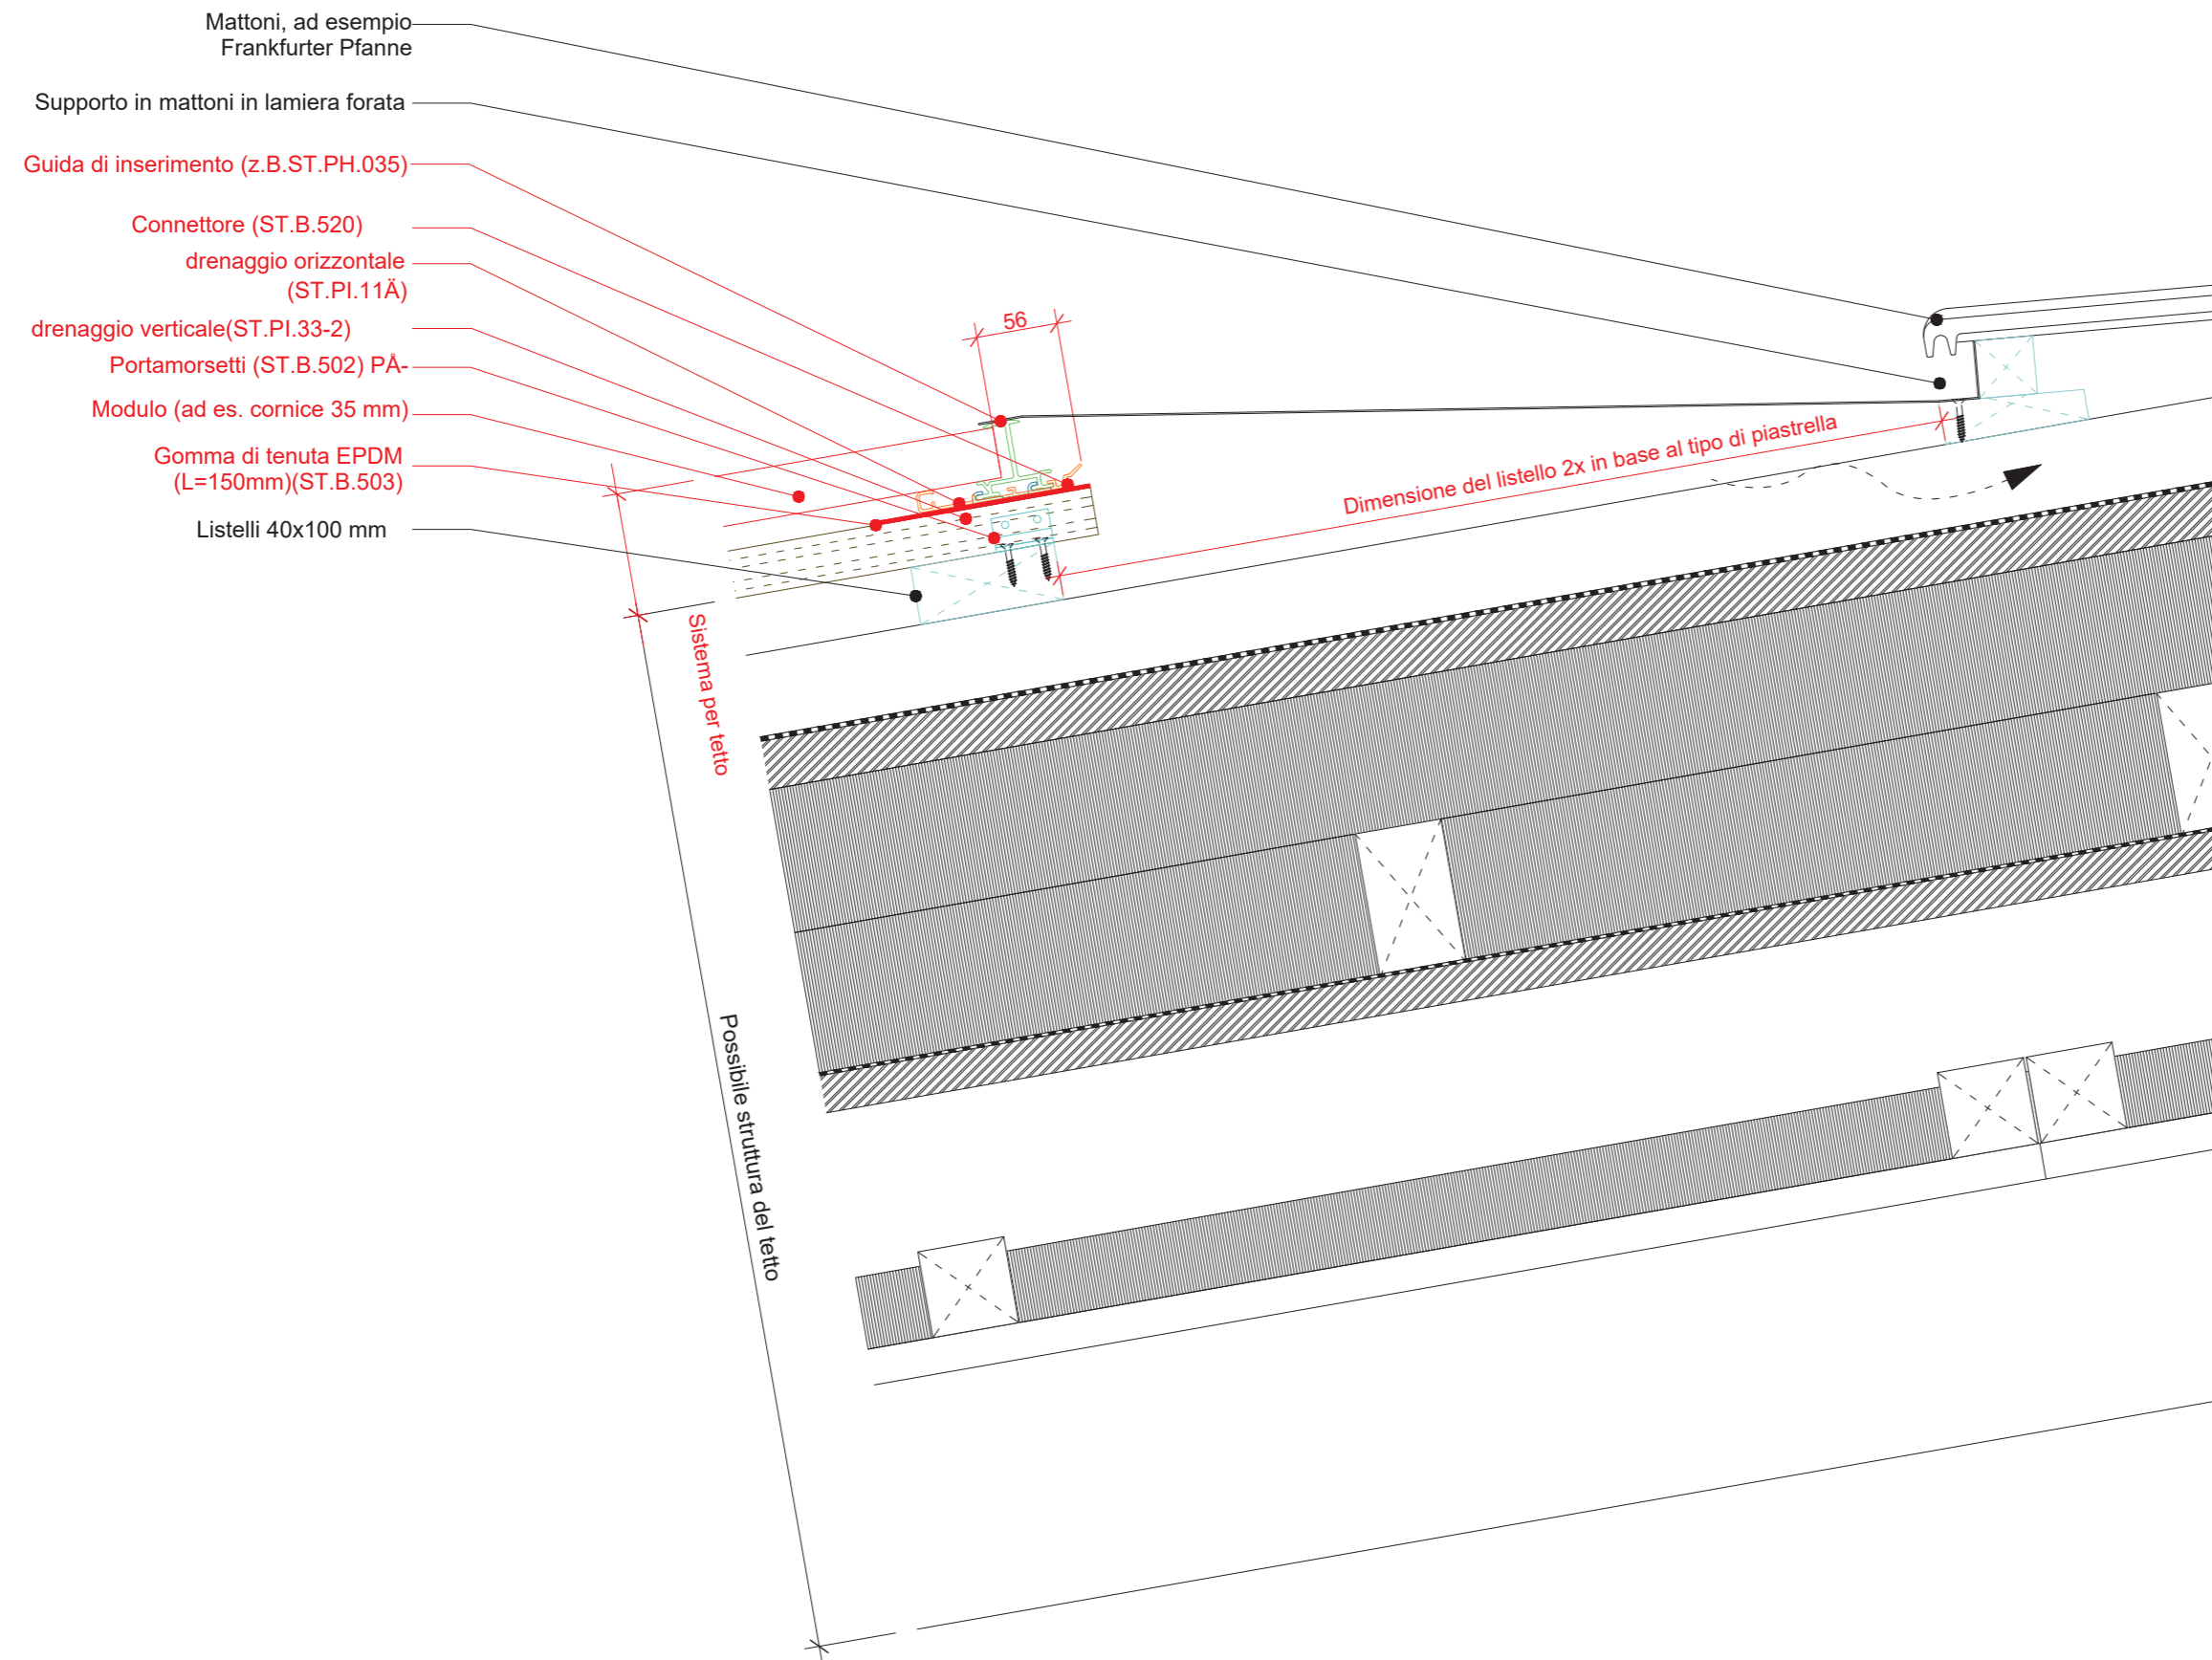 Mattoni, ad esempio
Frankfurter Pfanne
Supporto in mattoni in lamiera forata
Guida di inserimento (z.B.ST.PH.035)
Connettore (ST.B.520)
drenaggio orizzontale
(ST.PI.11Ä)
drenaggio verticale(ST.PI.33-2)
Portamorsetti (ST.B.502) PÅ-
Modulo (ad es. cornice 35 mm)
Gomma di tenuta EPDM
(L=150mm)(ST.B.503)
Listelli 40x100 mm
56
Dimensione del listello 2x in base al tipo di piastrella
Sistema per tetto
Possibile struttura del tetto